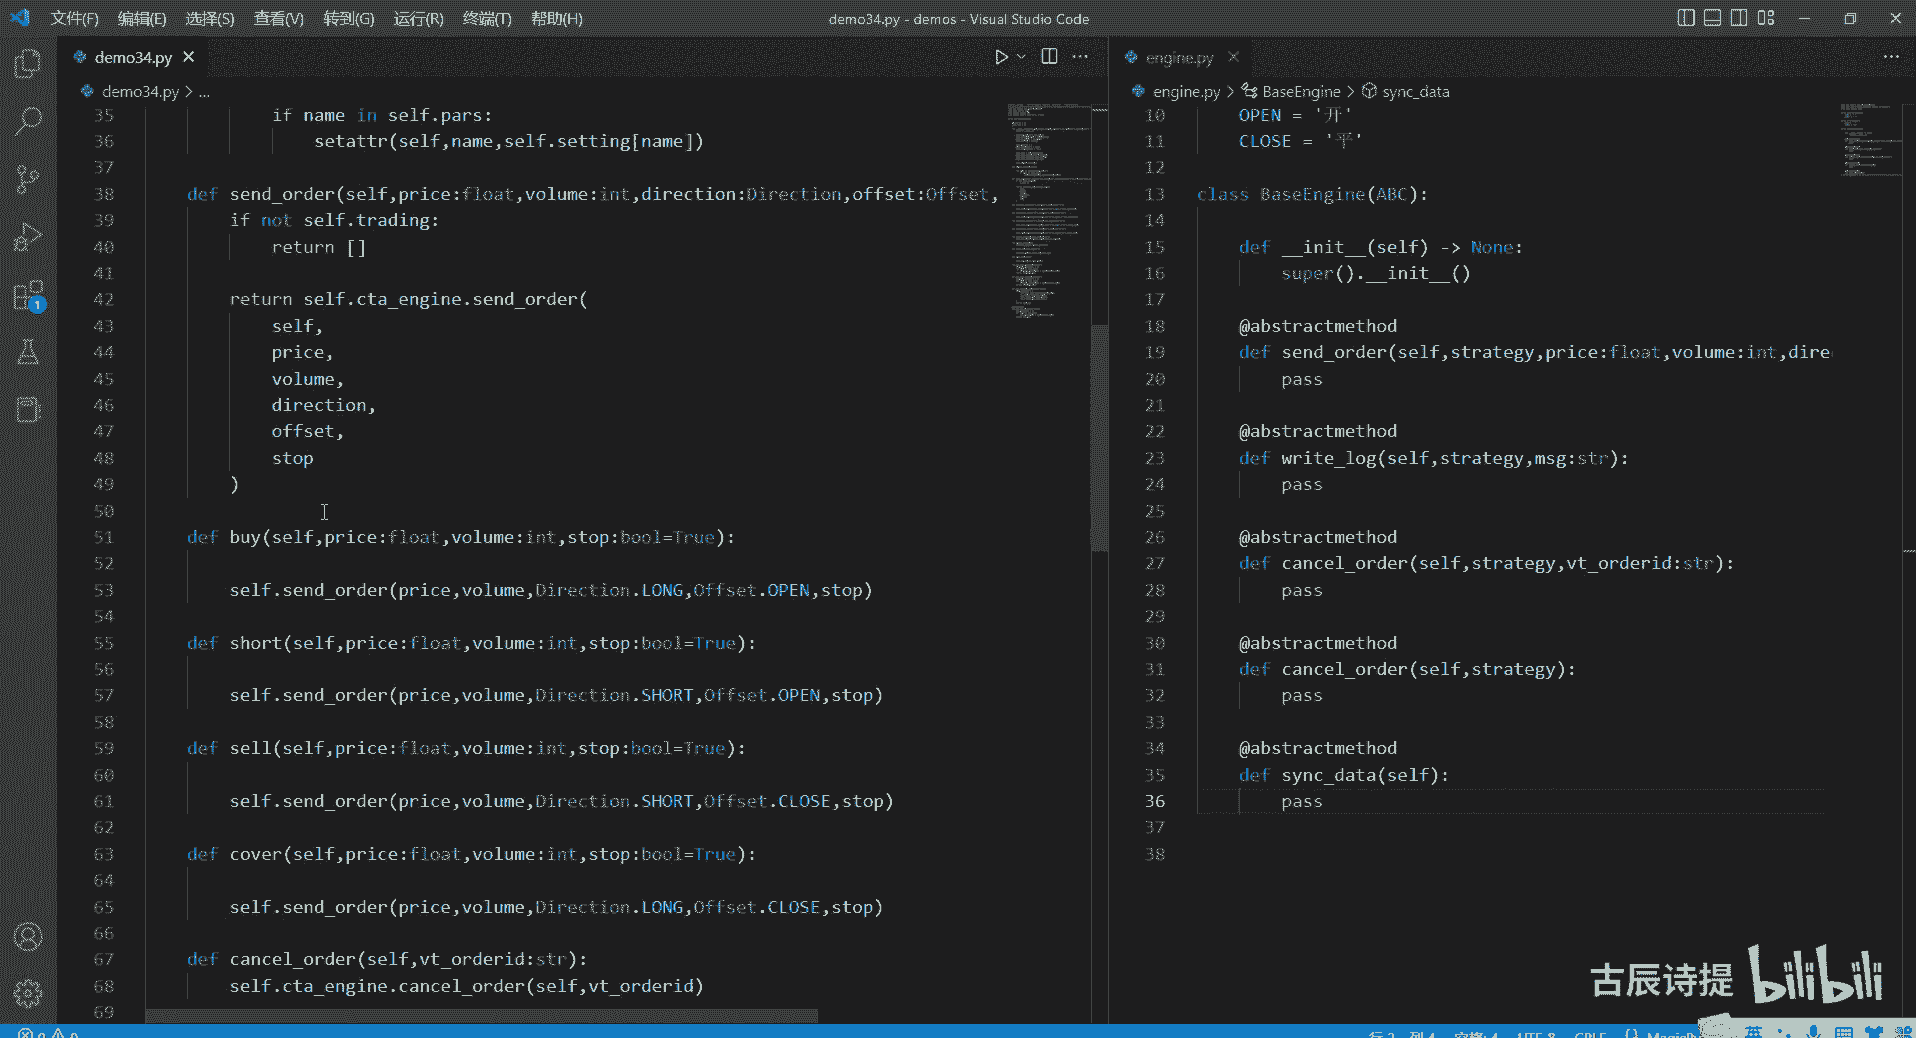 文件(F) 编辑(E) 选择(S) 查看(V) 转到(G) 运行(R) 终端(T) 帮助(H)
demo34.py - demos - Visual Studio Code
demo34.py
demo34.py > ...
35 if name in self.pars:
36 setattr(self,name,self.setting[name])
37
38 def send_order(self,price:float,volume:int,direction:Direction,offset:Offset,
39 if not self.trading:
40 return []
41
42 return self.cta_engine.send_order(
43 self,
44 price,
45 volume,
46 direction,
47 offset,
48 stop
49 )
50
51 def buy(self,price:float,volume:int,stop:bool=True):
52
53 self.send_order(price,volume,Direction.LONG,Offset.OPEN,stop)
54
55 def short(self,price:float,volume:int,stop:bool=True):
56
57 self.send_order(price,volume,Direction.SHORT,Offset.OPEN,stop)
58
59 def sell(self,price:float,volume:int,stop:bool=True):
60
61 self.send_order(price,volume,Direction.SHORT,Offset.CLOSE,stop)
62
63 def cover(self,price:float,volume:int,stop:bool=True):
64
65 self.send_order(price,volume,Direction.LONG,Offset.CLOSE,stop)
66
67 def cancel_order(self,vt_orderid:str):
68 self.cta_engine.cancel_order(self,vt_orderid)
69
engine.py
engine.py > BaseEngine > sync_data
10 OPEN = '开'
11 CLOSE = '平'
12
13 class BaseEngine(ABC):
14
15 def __init__(self) -> None:
16 super().__init__()
17
18 @abstractmethod
19 def send_order(self,strategy,price:float,volume:int,dire
20 pass
21
22 @abstractmethod
23 def write_log(self,strategy,msg:str):
24 pass
25
26 @abstractmethod
27 def cancel_order(self,strategy,vt_orderid:str):
28 pass
29
30 @abstractmethod
31 def cancel_order(self,strategy):
32 pass
33
34 @abstractmethod
35 def sync_data(self):
36 pass
37
38
1
古辰诗提 bilibili
英